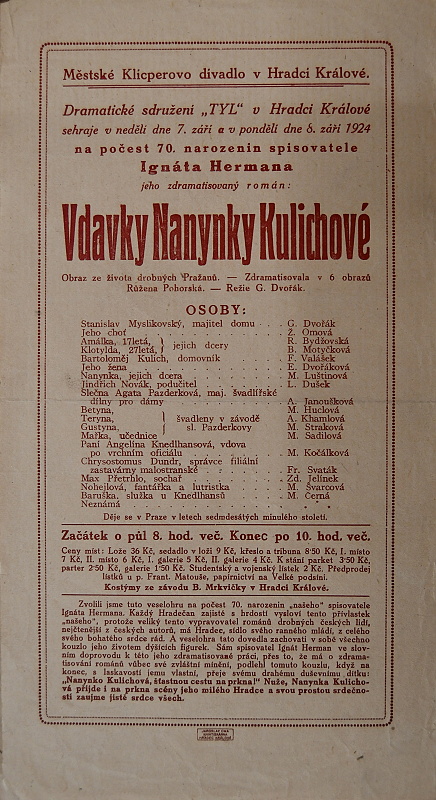 Městské Klicperovo divadlo v Hradci Králové.
Dramatické sdružení „TYL" v Hradci Králové
sehraje v neděli dne 7. září a v pondělí dne 8. září 1924
na počest 70. narozenin spisovatele
Ignáta Hermana
jeho zdramatisovaný román:
Vdavky Nanynky Kulichové
Obraz ze života drobných Pražanů. — Zdramatisovala v 6 obrazů
Růžena Pohorská. — Režie G. Dvořák.
OSOBY:
Stanislav Myslikovský, majitel domu . . . G. Dvořák
Jeho choť . . . Z. Omová
Amálka, 17letá, } jejich dcery . . . R. Bydžovská
Klotylda, 27letá, . . . B. Motyčková
Bartoloměj Kulich, domovník . . . F. Valášek
Jeho žena . . . E. Dvořáková
Nanynka, jejich dcera . . . M. Luštinová
Jindřich Novák, podučitel . . . L. Dušek
Slečna Agata Pazderková, maj. švadlířské
dílny pro dámy . . . A. Janoušková
Betyna, . . . M. Huclová
Teryna, } švadleny v závodě . . . A. Khamlová
Gustyna, sl. Pazderkovy . . . M. Straková
Mařka, učednice . . . M. Sadilová
Paní Angelina Knedlhansová, vdova
po vrchním oficiálu . . . M. Kočálková
Chrysostomus Dundr, správce filiální
zastavárny malostranské . . . Fr. Svaták
Max Přetrhlo, sochař . . . Zd. Jelínek
Nohejlová, fantářka a lutristka . . . M. Švarcová
Baruška, služka u Knedlhansů . . . M. Černá
Neznámá . . .
Děje se v Praze v letech sedmdesátých minulého století.
Začátek o půl 8. hod. več. Konec po 10. hod. več.
Ceny míst: Lože 36 Kč, sedadlo v loži 9 Kč, křeslo a tribuna 8·50 Kč, I. místo
7 Kč, II. místo 6 Kč, I. galerie 5 Kč, II. galerie 4 Kč. K stání parket 3·50 Kč,
parter 2·50 Kč, galerie 1·50 Kč. Studentský a vojenský lístek 2 Kč. Předprodej
lístků u p. Frant. Matouše, papírnictví na Velké podsíni.
Kostýmy ze závodu B. Mrkvičky v Hradci Králové.
Zvolili jsme tuto veselohru na počest 70. narozenin „našeho" spisovatele
Ignáta Hermana. Každý Hradečan zajisté s hrdostí vysloví tento přívlastek
„našeho", protože veliký tento vypravovatel románů drobných českých lidí,
nejčtenější z českých autorů, má Hradec, sídlo svého ranného mládí, z celého
svého bohatého srdce rád. A veselohra tato dovedla zachovati v sobě všechno
kouzlo jeho životem dýšících figurek. Sám spisovatel Ignát Herman ve slov-
ním doprovodu k této jeho zdramatisované práci, přes to, že má o zdrama-
tisování románů vůbec své zvláštní mínění, podlehl tomuto kouzlu, když na
konec, s laskavostí jemu vlastní, přeje svému drahému duševnímu dítku:
„Nanynko Kulichová, šťastnou cestu na prkna!" Nuže, Nanynka Kulicho-
vá přijde i na prkna scény jeho milého Hradce a svou prostou srdečno-
stí zaujme jistě srdce všech.